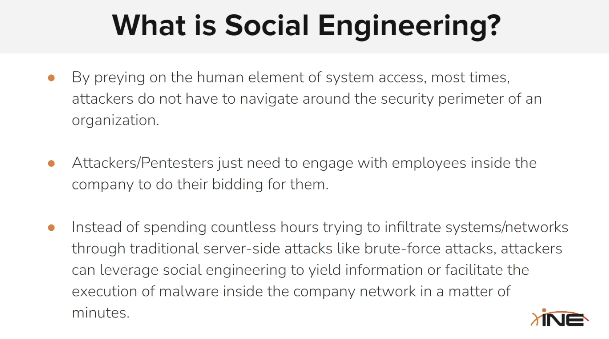 What is Social Engineering?
By preying on the human element of system access, most times,
attackers do not have to navigate around the security perimeter of an
organization.
Attackers/Pentesters just need to engage with employees inside the
company to do their bidding for them.
Instead of spending countless hours trying to infiltrate systems/networks
through traditional server-side attacks like brute-force attacks, attackers
can leverage social engineering to yield information or facilitate the
execution of malware inside the company network in a matter of
minutes.
INE